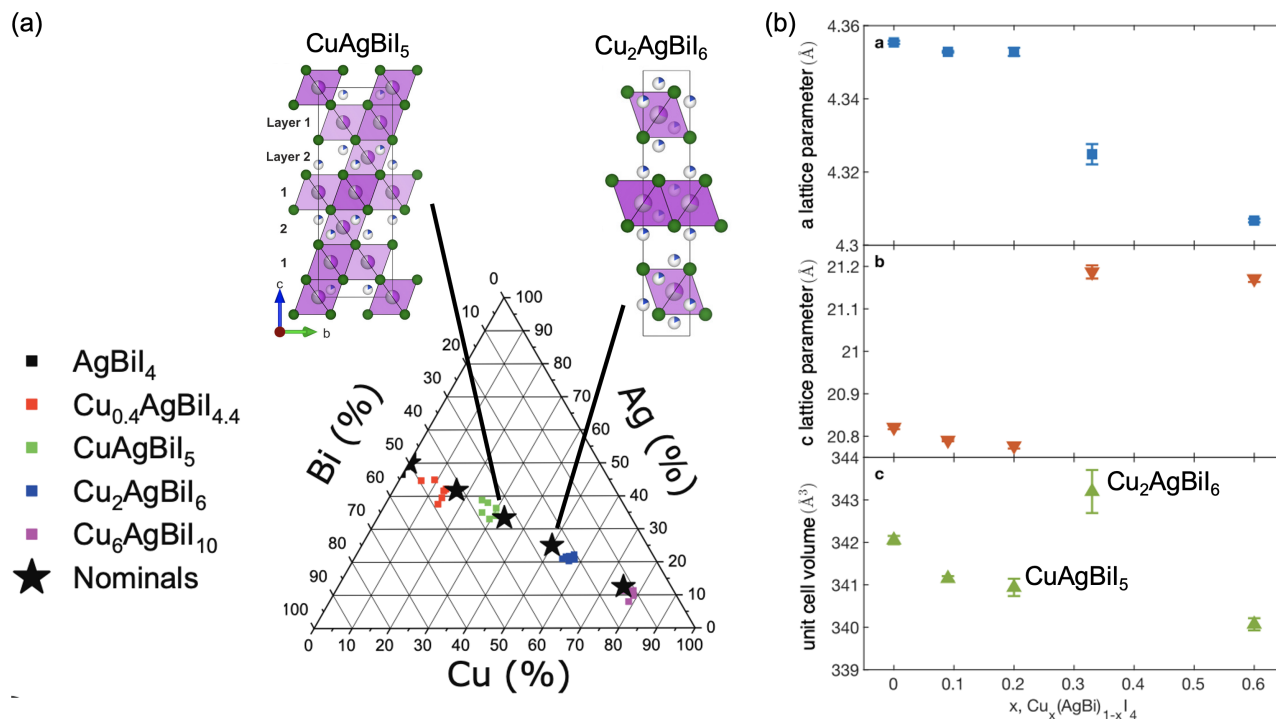 (a)
CuAgBiI5
Cu2AgBiI6
Layer 1
Layer 2
1
2
1
c
b
AgBiI4
Cu0.4AgBiI4.4
CuAgBiI5
Cu2AgBiI6
Cu6AgBiI10
Nominals
Bi (%)
0
10
20
30
40
50
60
70
80
90
100
Ag (%)
100
90
80
70
60
50
40
30
20
10
0
0 10 20 30 40 50 60 70 80 90 100
Cu (%)
(b)
a
a lattice parameter (Å)
4.36
4.34
4.32
4.3
b
c lattice parameter (Å)
21.2
21.1
21
20.9
20.8
c
unit cell volume (Å3)
344
343
342
341
340
339
Cu2AgBiI6
CuAgBiI5
0 0.1 0.2 0.3 0.4 0.5 0.6
x, Cux(AgBi)1-xI4